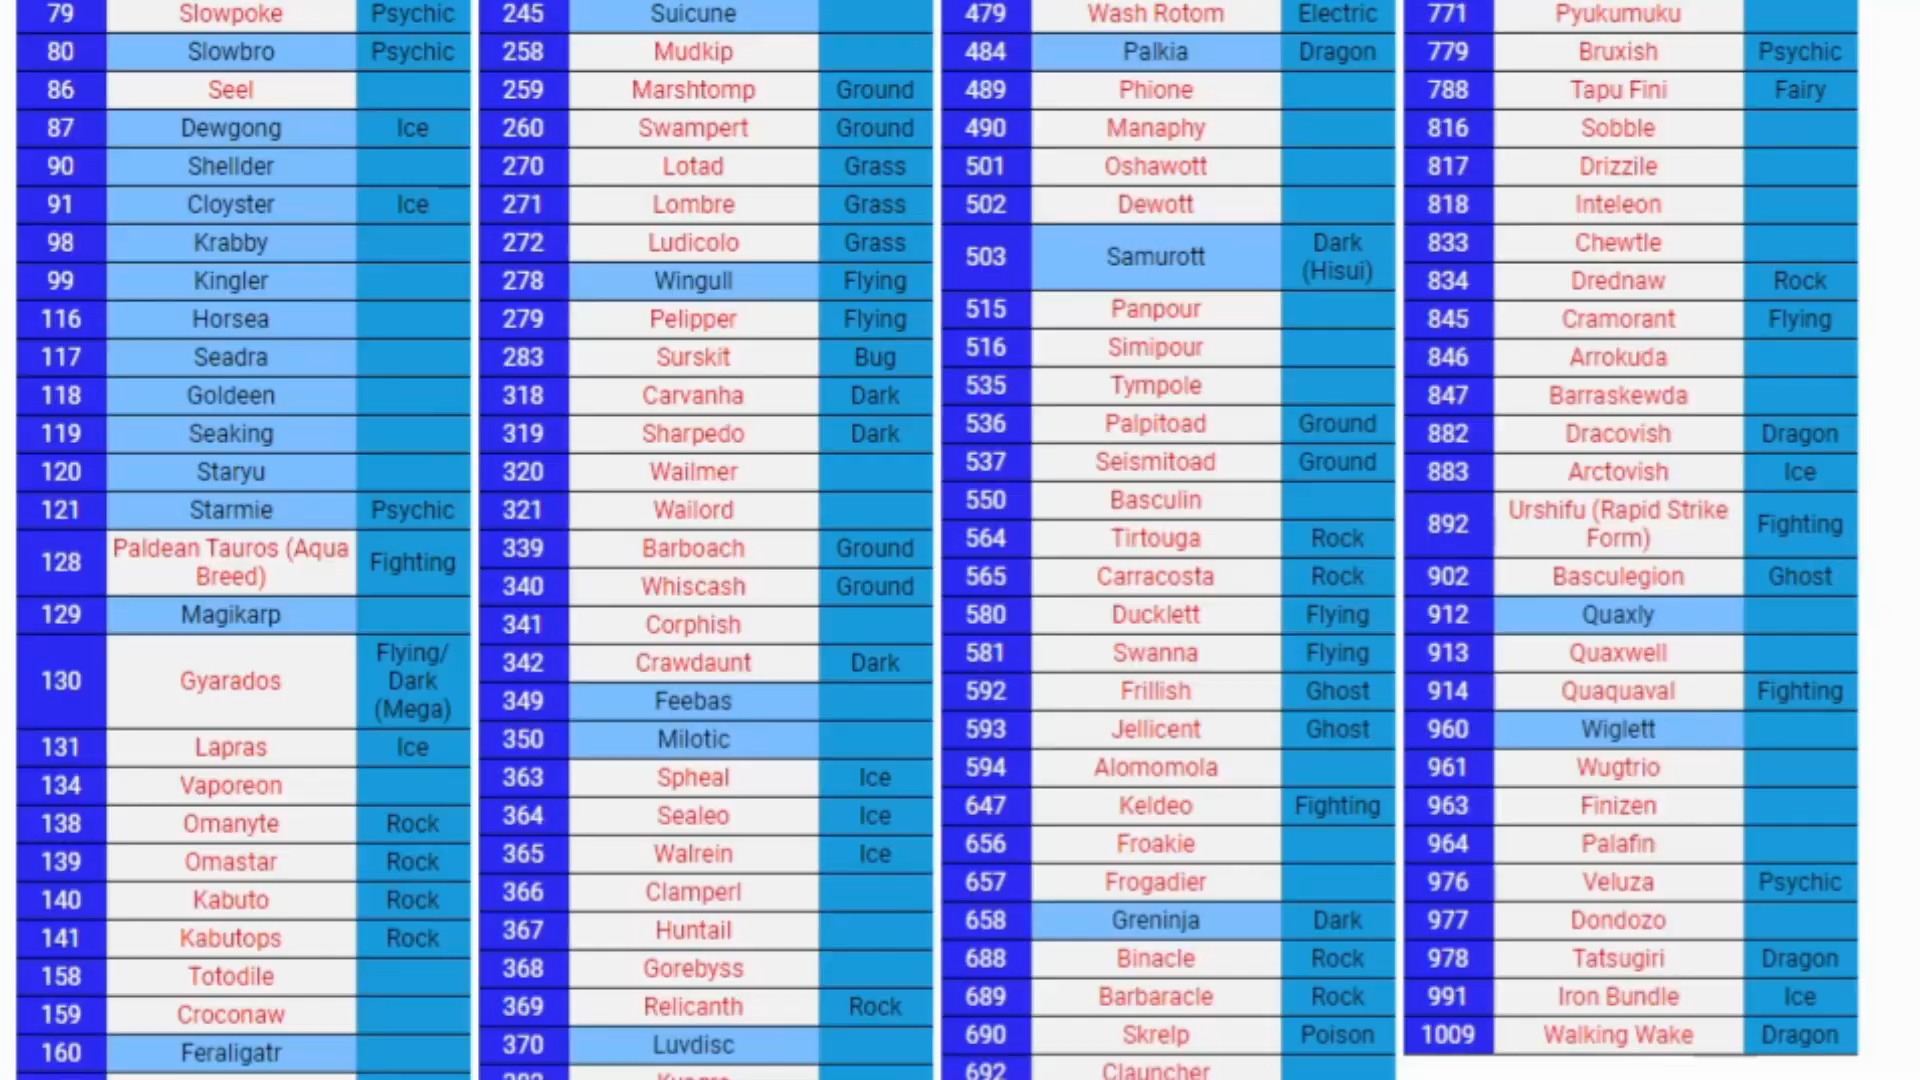 79 Slowpoke Psychic
80 Slowbro Psychic
86 Seel
87 Dewgong Ice
90 Shellder
91 Cloyster Ice
98 Krabby
99 Kingler
116 Horsea
117 Seadra
118 Goldeen
119 Seaking
120 Staryu
121 Starmie Psychic
128 Paldean Tauros (Aqua
Breed) Fighting
129 Magikarp
130 Gyarados Flying/
Dark
(Mega)
131 Lapras Ice
134 Vaporeon
138 Omanyte Rock
139 Omastar Rock
140 Kabuto Rock
141 Kabutops Rock
158 Totodile
159 Croconaw
160 Feraligatr
245 Suicune
258 Mudkip
259 Marshtomp Ground
260 Swampert Ground
270 Lotad Grass
271 Lombre Grass
272 Ludicolo Grass
278 Wingull Flying
279 Pelipper Flying
283 Surskit Bug
318 Carvanha Dark
319 Sharpedo Dark
320 Wailmer
321 Wailord
339 Barboach Ground
340 Whiscash Ground
341 Corphish
342 Crawdaunt Dark
349 Feebas
350 Milotic
363 Spheal Ice
364 Sealeo Ice
365 Walrein Ice
366 Clamperl
367 Huntail
368 Gorebyss
369 Relicanth Rock
370 Luvdisc
479 Wash Rotom Electric
484 Palkia Dragon
489 Phione
490 Manaphy
501 Oshawott
502 Dewott
503 Samurott Dark
(Hisui)
515 Panpour
516 Simipour
535 Tympole
536 Palpitoad Ground
537 Seismitoad Ground
550 Basculin
564 Tirtouga Rock
565 Carracosta Rock
580 Ducklett Flying
581 Swanna Flying
592 Frillish Ghost
593 Jellicent Ghost
594 Alomomola
647 Keldeo Fighting
656 Froakie
657 Frogadier
658 Greninja Dark
688 Binacle Rock
689 Barbaracle Rock
690 Skrelp Poison
692 Clauncher
771 Pyukumuku
779 Bruxish Psychic
788 Tapu Fini Fairy
816 Sobble
817 Drizzile
818 Inteleon
833 Chewtle
834 Drednaw Rock
845 Cramorant Flying
846 Arrokuda
847 Barraskewda
882 Dracovish Dragon
883 Arctovish Ice
892 Urshifu (Rapid Strike
Form) Fighting
902 Basculegion Ghost
912 Quaxly
913 Quaxwell
914 Quaquaval Fighting
960 Wiglett
961 Wugtrio
963 Finizen
964 Palafin
976 Veluza Psychic
977 Dondozo
978 Tatsugiri Dragon
991 Iron Bundle Ice
1009 Walking Wake Dragon